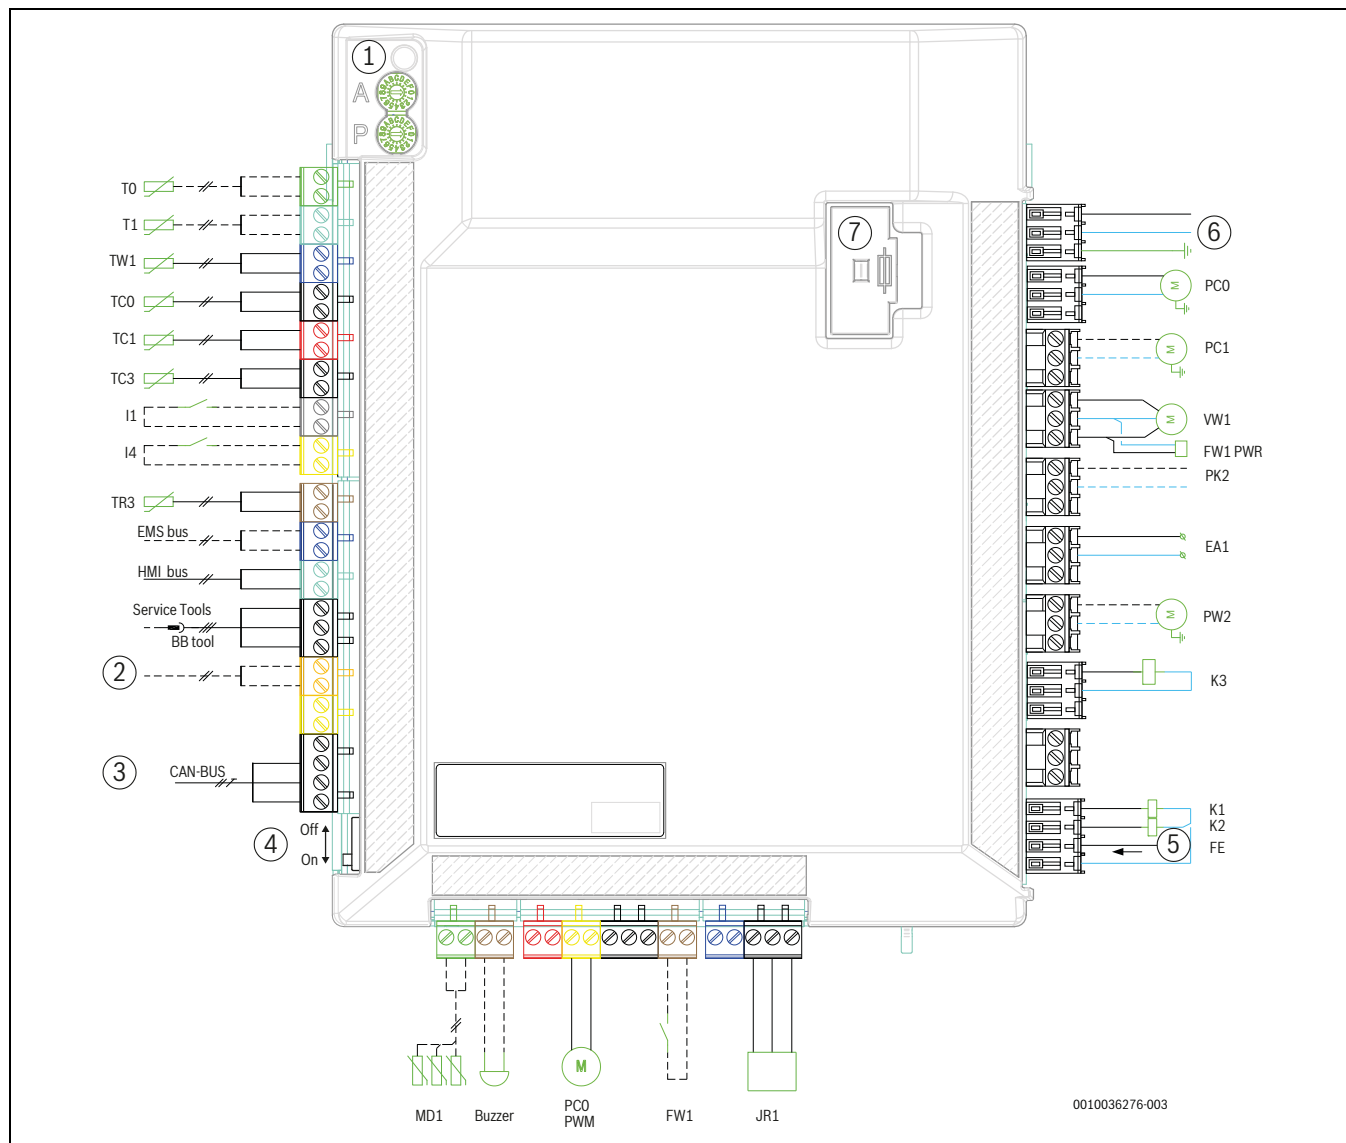 1
A
P
T0
T1
TW1
TC0
TC1
TC3
I1
I4
TR3
EMS bus
HMI bus
Service Tools
BB tool
2
3
CAN-BUS
4
Off
On
7
6
PC0
PC1
VW1
FW1 PWR
PK2
EA1
PW2
K3
K1
K2
FE
5
M
M
M
M
M
MD1
Buzzer
PC0
PWM
FW1
JR1
0010036276-003